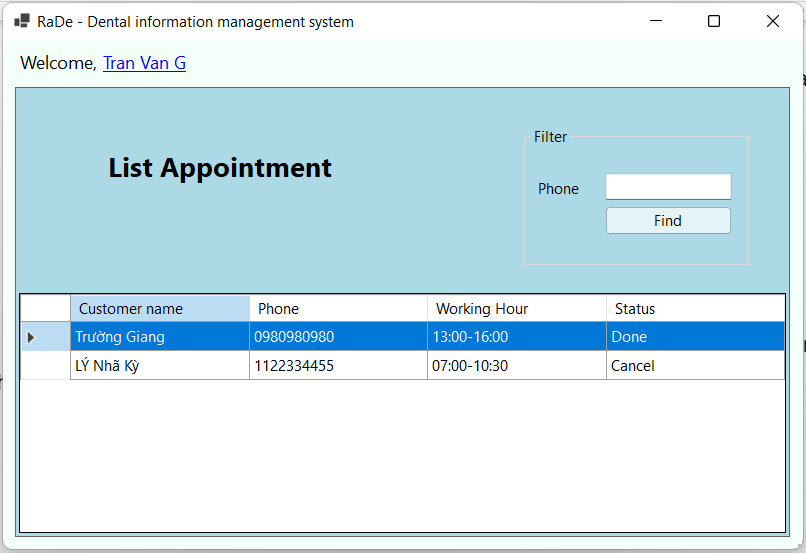 RaDe - Dental information management system
Welcome, Tran Van G
List Appointment
Filter
Phone
Find
Customer name Phone Working Hour Status
Trường Giang 0980980980 13:00-16:00 Done
LÝ Nhã Kỳ 1122334455 07:00-10:30 Cancel